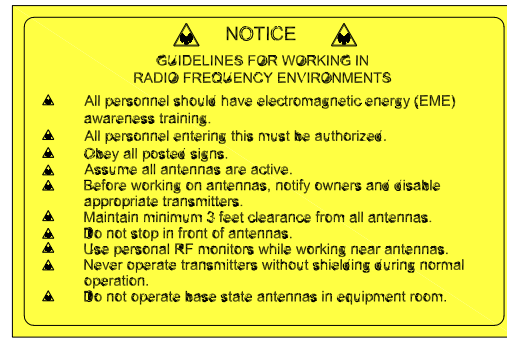 NOTICE
GUIDELINES FOR WORKING IN
RADIO FREQUENCY ENVIRONMENTS
All personnel should have electromagnetic energy (EME)
awareness training.
All personnel entering this must be authorized.
Obey all posted signs.
Assume all antennas are active.
Before working on antennas, notify owners and disable
appropriate transmitters.
Maintain minimum 3 feet clearance from all antennas.
Do not stop in front of antennas.
Use personal RF monitors while working near antennas.
Never operate transmitters without shielding during normal
operation.
Do not operate base state antennas in equipment room.